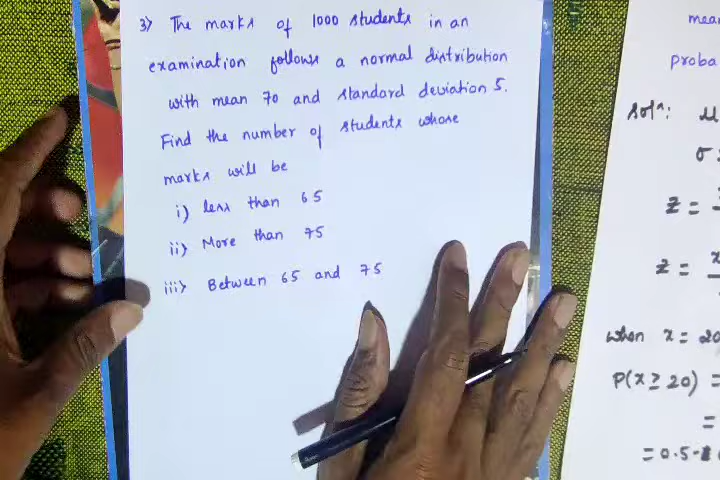 3) The marks of 1000 students in an
examination follows a normal distribution
with mean 70 and standard deviation 5.
Find the number of students whose
marks will be
i) less than 65
ii) More than 75
iii) Between 65 and 75
mean
proba
Solⁿ: μ
σ =
Z =
Z = x
when x = 20
P(x ≥ 20) =
=
= 0.5 -